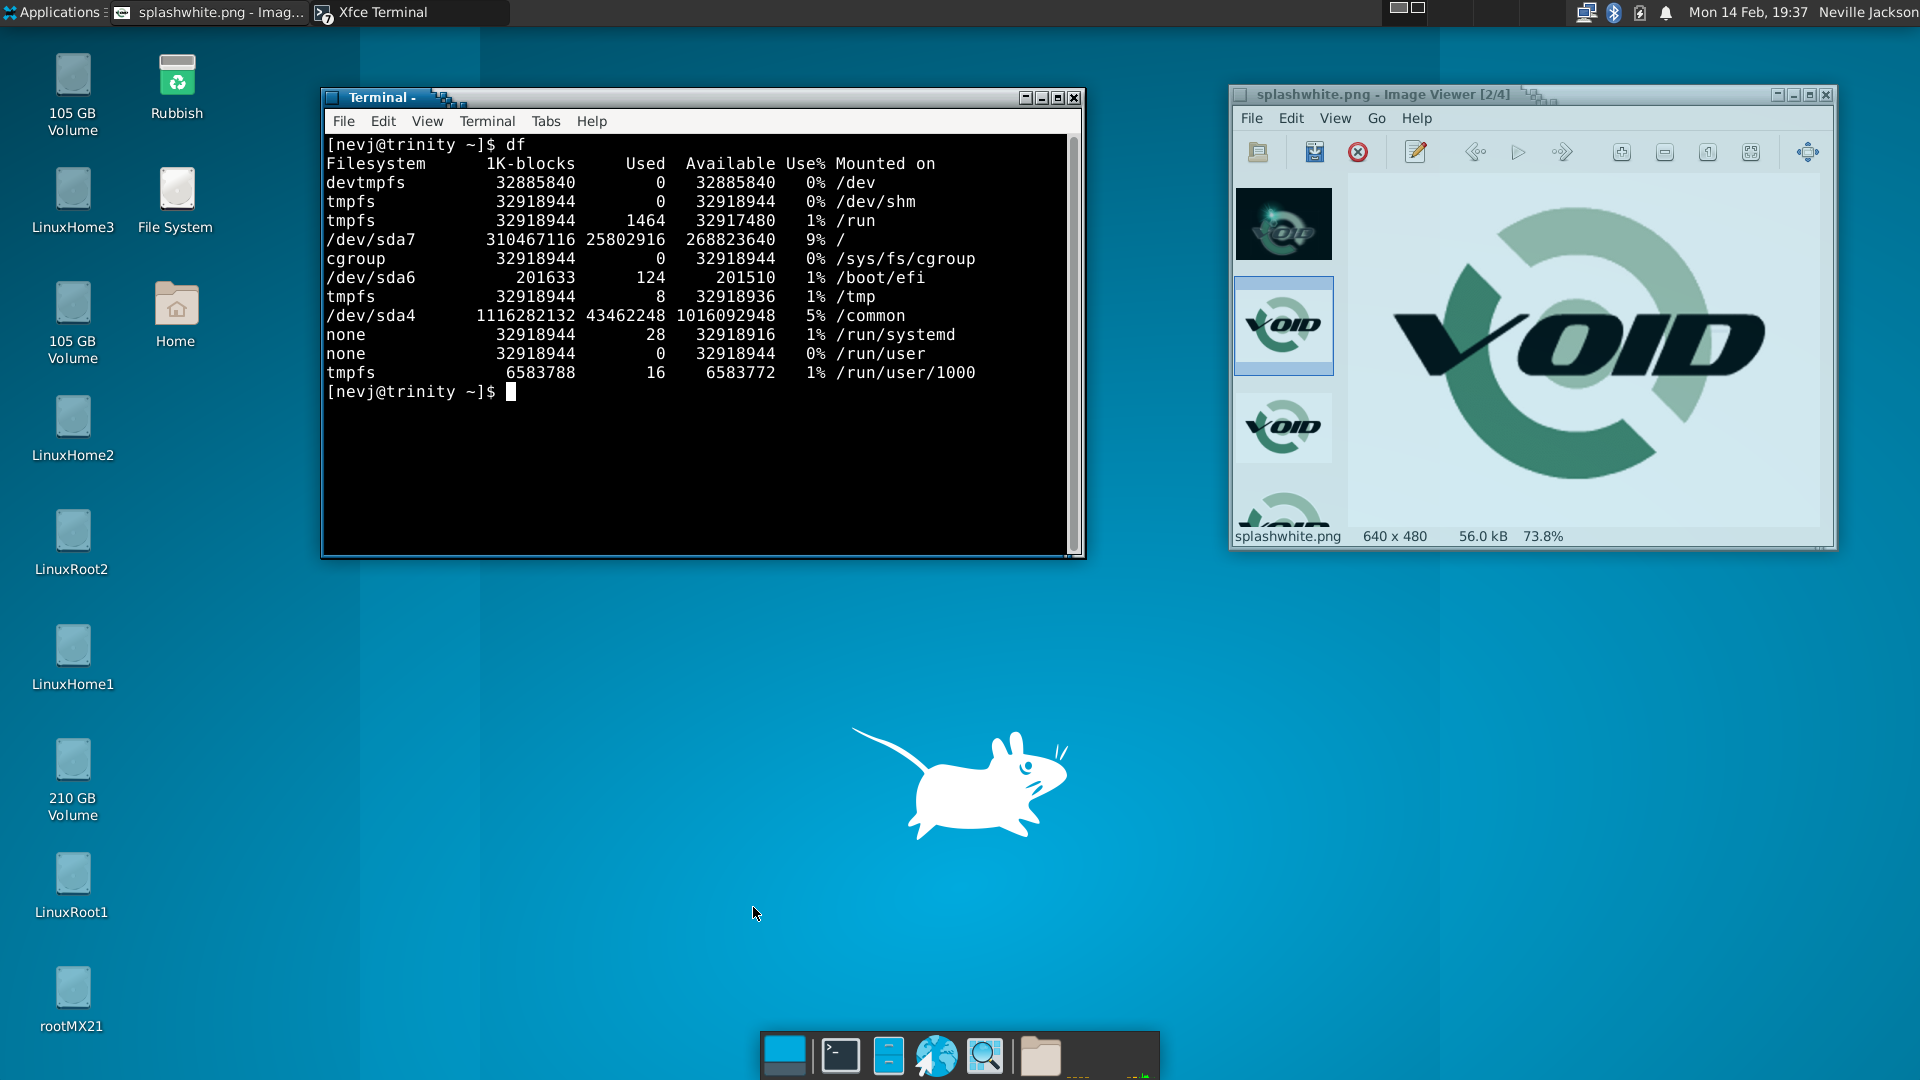 Applications
splashwhite.png - Imag...
7
Xfce Terminal
Mon 14 Feb, 19:37
Neville Jackson
105 GB
Volume
Rubbish
LinuxHome3
File System
105 GB
Volume
Home
LinuxHome2
LinuxRoot2
LinuxHome1
210 GB
Volume
LinuxRoot1
rootMX21
Terminal -
File Edit View Terminal Tabs Help
[nevj@trinity ~]$ df
Filesystem 1K-blocks Used Available Use% Mounted on
devtmpfs 32885840 0 32885840 0% /dev
tmpfs 32918944 0 32918944 0% /dev/shm
tmpfs 32918944 1464 32917480 1% /run
/dev/sda7 310467116 25802916 268823640 9% /
cgroup 32918944 0 32918944 0% /sys/fs/cgroup
/dev/sda6 201633 124 201510 1% /boot/efi
tmpfs 32918944 8 32918936 1% /tmp
/dev/sda4 1116282132 43462248 1016092948 5% /common
none 32918944 28 32918916 1% /run/systemd
none 32918944 0 32918944 0% /run/user
tmpfs 6583788 16 6583772 1% /run/user/1000
[nevj@trinity ~]$
splashwhite.png - Image Viewer [2/4]
File Edit View Go Help
VOID
VOID
VOID
VOID
VOID
splashwhite.png 640 x 480 56.0 kB 73.8%